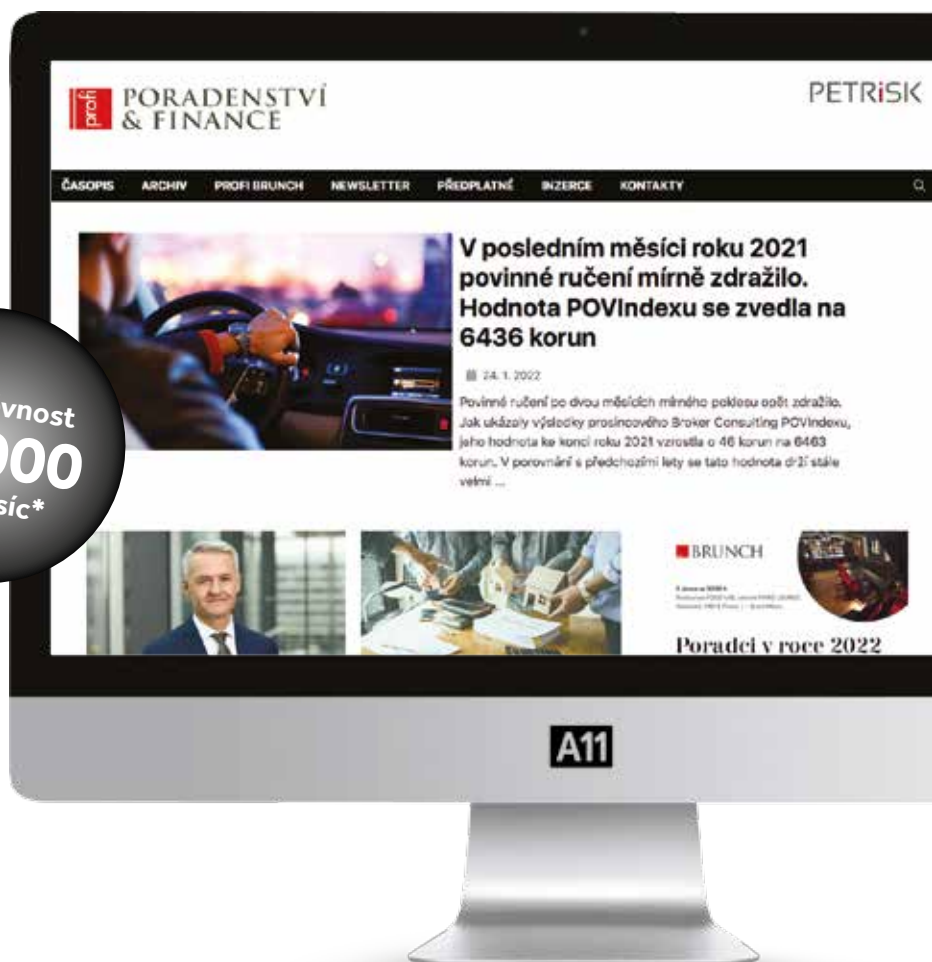 profi
PORADENSTVÍ
& FINANCE
PETRiSK
ČASOPIS ARCHIV PROFI BRUNCH NEWSLETTER PŘEDPLATNÉ INZERCE KONTAKTY
V posledním měsíci roku 2021
povinné ručení mírně zdražilo.
Hodnota POVIndexu se zvedla na
6436 korun
24. 1. 2022
Povinné ručení po dvou měsících mírného poklesu opět zdražilo.
Jak ukázaly výsledky prosincového Broker Consulting POVIndexu,
jeho hodnota ke konci roku 2021 vzrostla o 46 korun na 6463
korun. V porovnání s předchozími lety se tato hodnota drží stále
velmi ...
vnost
000
síc*
BRUNCH
Poradci v roce 2022
A11